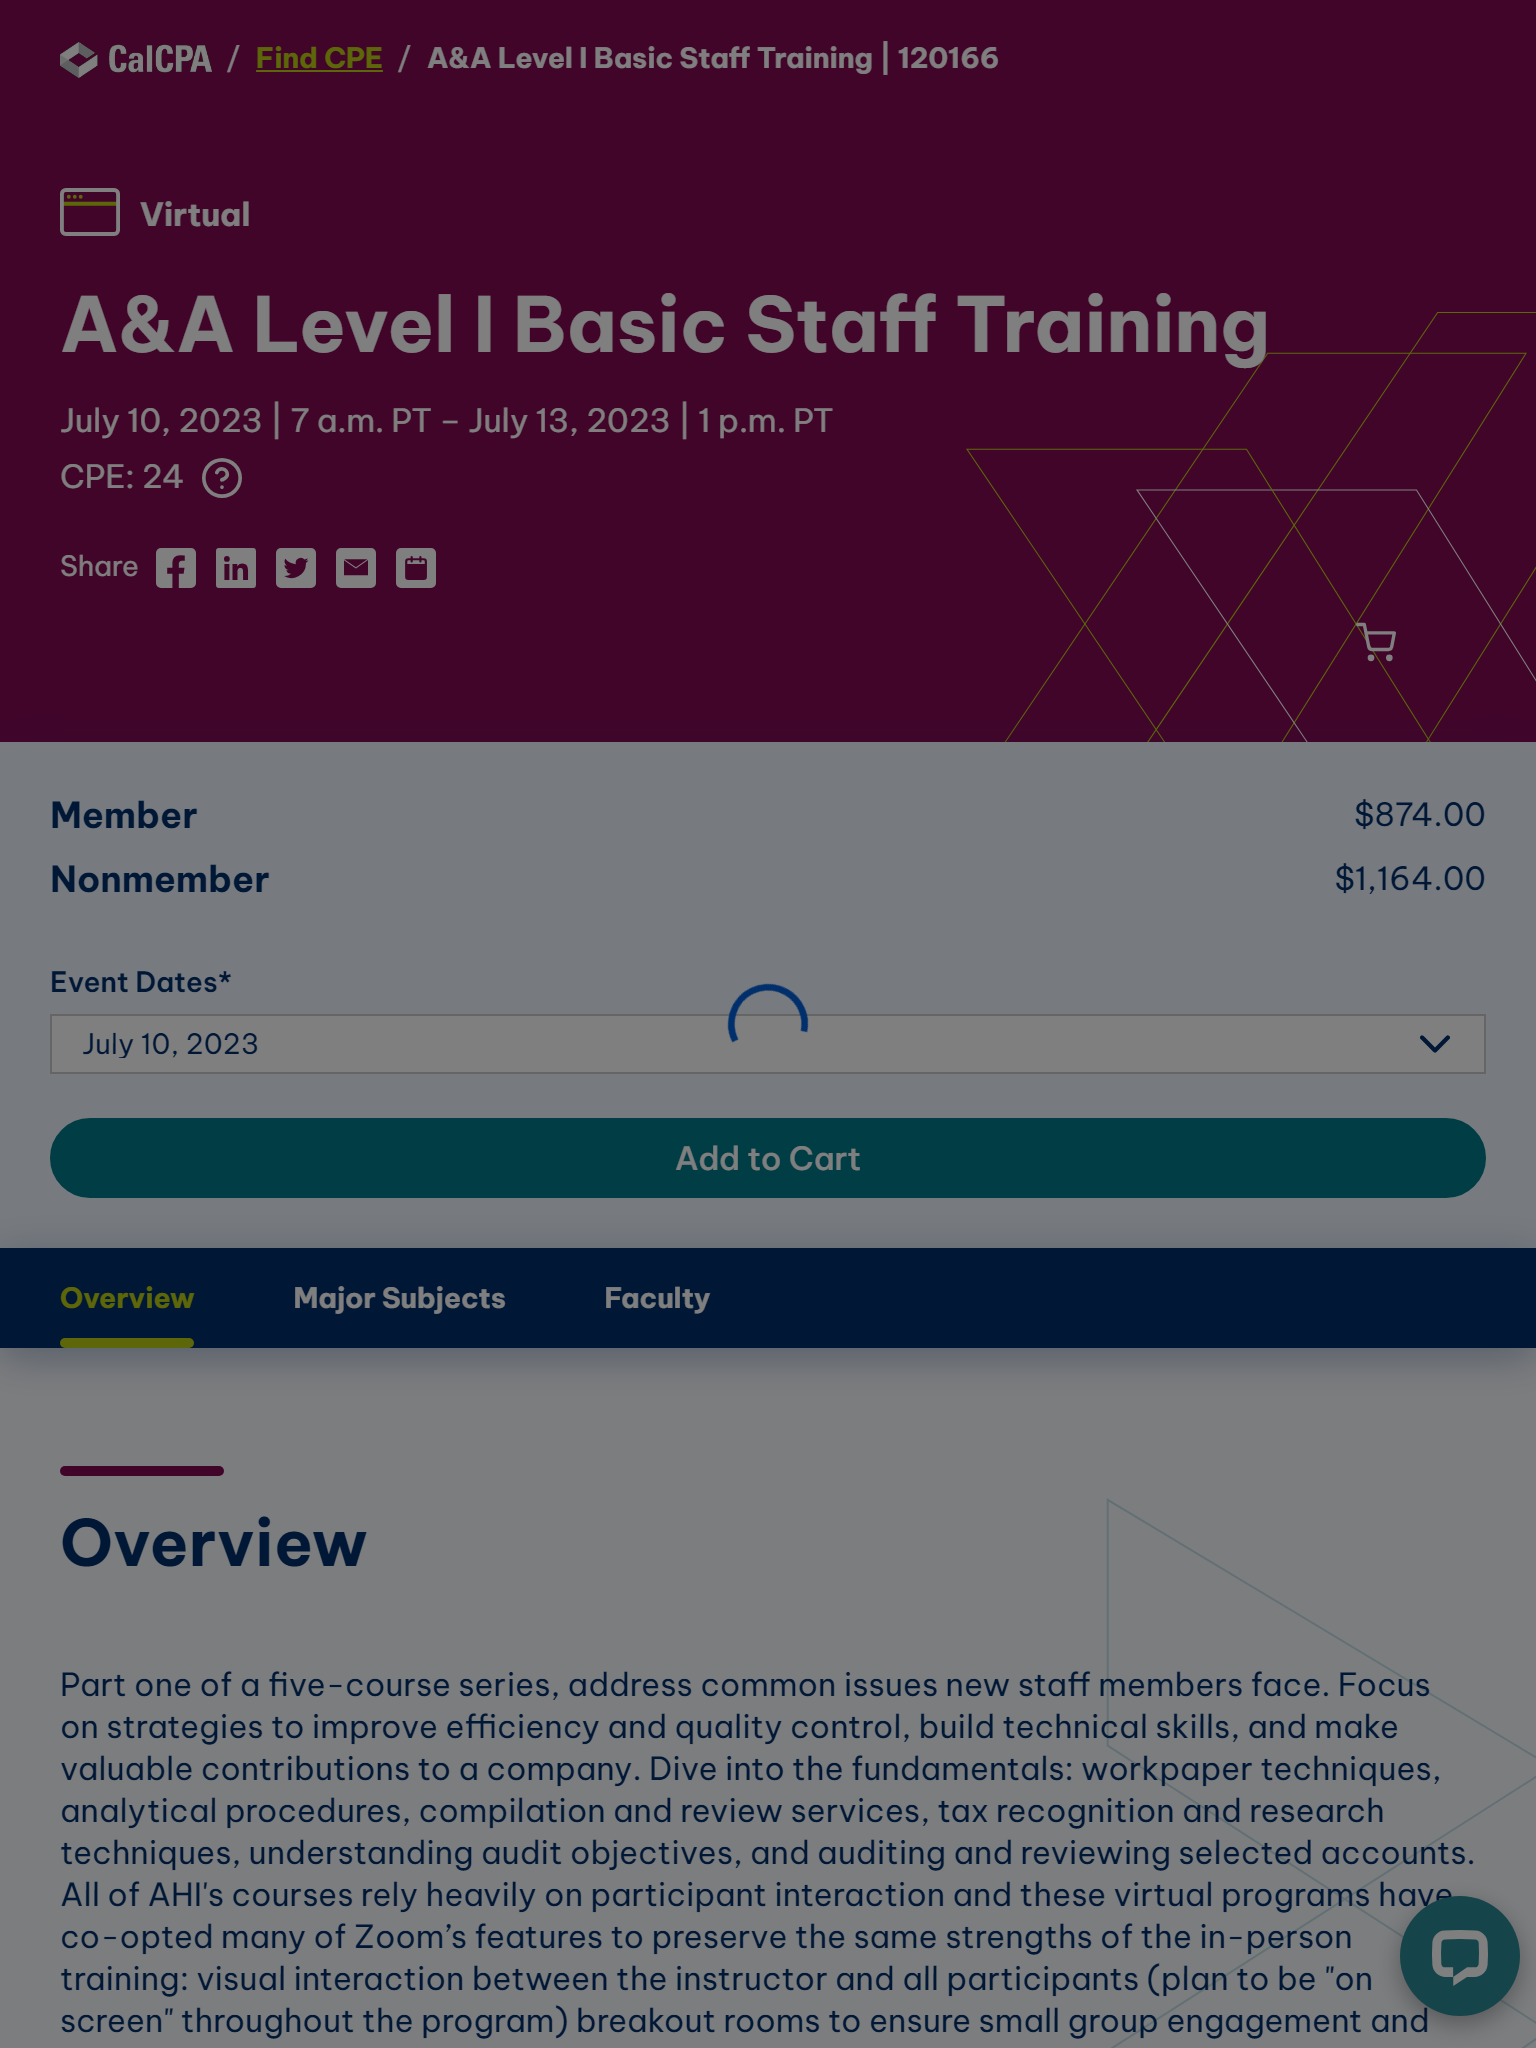 CalCPA / Find CPE / A&A Level I Basic Staff Training | 120166
Virtual
A&A Level I Basic Staff Training
July 10, 2023 | 7 a.m. PT – July 13, 2023 | 1 p.m. PT
CPE: 24 ?
Share
Member $874.00
Nonmember $1,164.00
Event Dates*
July 10, 2023
Add to Cart
Overview Major Subjects Faculty
Overview
Part one of a five-course series, address common issues new staff members face. Focus
on strategies to improve efficiency and quality control, build technical skills, and make
valuable contributions to a company. Dive into the fundamentals: workpaper techniques,
analytical procedures, compilation and review services, tax recognition and research
techniques, understanding audit objectives, and auditing and reviewing selected accounts.
All of AHI's courses rely heavily on participant interaction and these virtual programs have
co-opted many of Zoom’s features to preserve the same strengths of the in-person
training: visual interaction between the instructor and all participants (plan to be "on
screen" throughout the program) breakout rooms to ensure small group engagement and